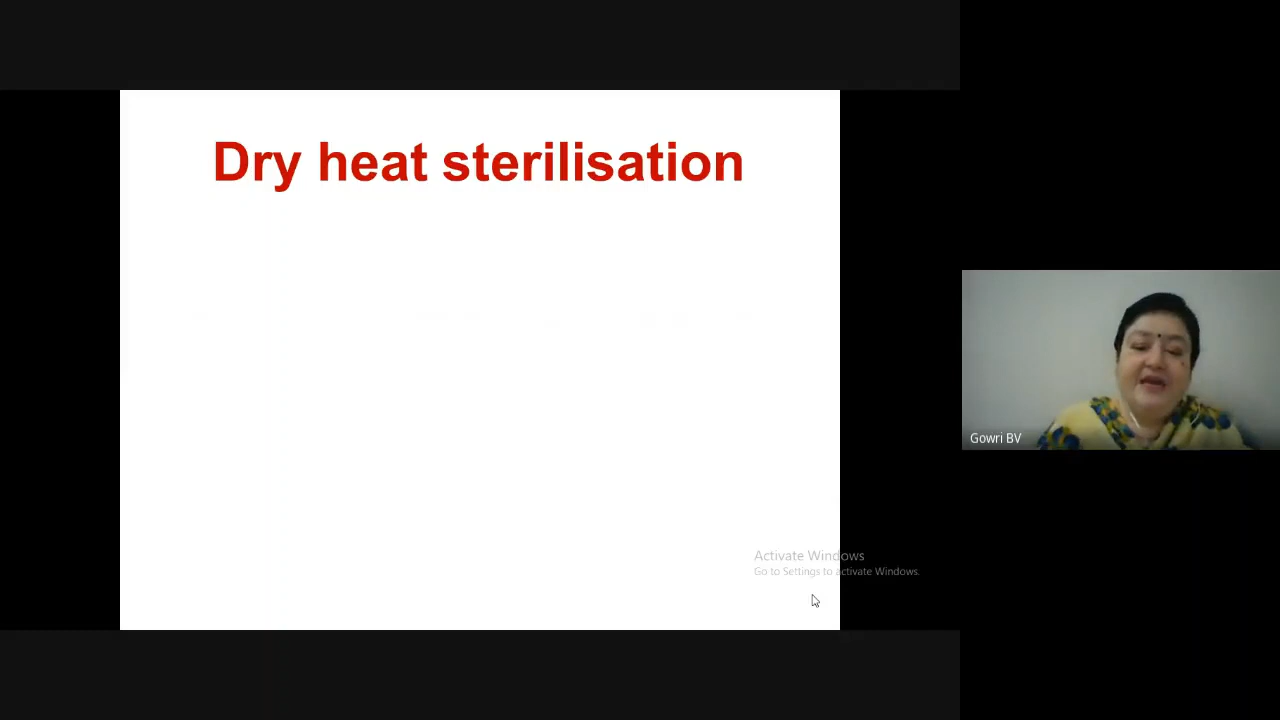 Dry heat sterilisation
Gowri BV
Activate Windows
Go to Settings to activate Windows.